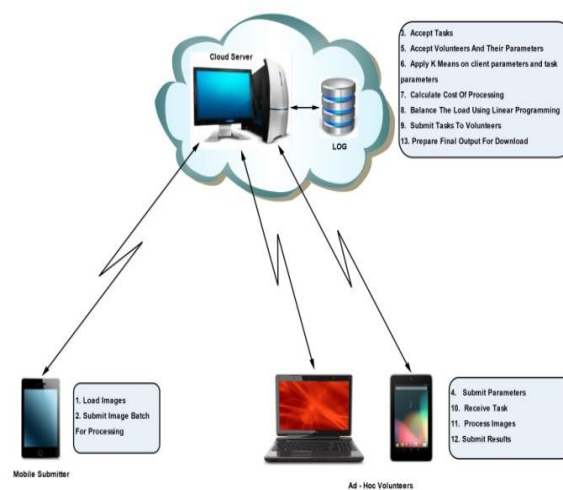 Cloud Server
LOG
3. Accept Tasks
5. Accept Volunteers And Their Parameters
6. Apply K Means on client parameters and task
parameters
7. Calculate Cost Of Processing
8. Balance The Load Using Linear Programming
9. Submit Tasks To Volunteers
13. Prepare Final Output For Download
1. Load Images
2. Submit Image Batch
For Processing
Mobile Submitter
4. Submit Parameters
10. Receive Task
11. Process Images
12. Submit Results
Ad - Hoc Volunteers